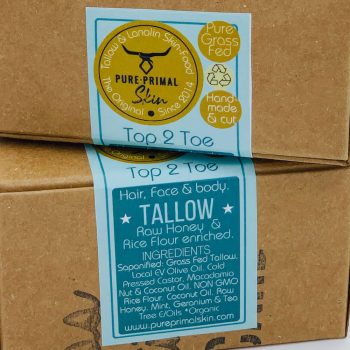 Tallow & Lanolin Skin Food
PURE-PRIMAL
Skin
The Original
Since 2014
Pure
Grass
Fed
Hand-
made
& cut
Top 2 Toe
Top 2 Toe
Hair, Face & body.
TALLOW
Raw Honey &
Rice Flour enriched.
INGREDIENTS
Saponified: Grass Fed Tallow,
Local EV Olive Oil, Cold
Pressed Castor, Macadamia
Nut & Coconut Oil, NON GMO
Rice Flour, Coconut Oil, Raw
Honey, Mint, Geranium & Tea
Tree E/Oils *Organic
www.pureprimalskin.com